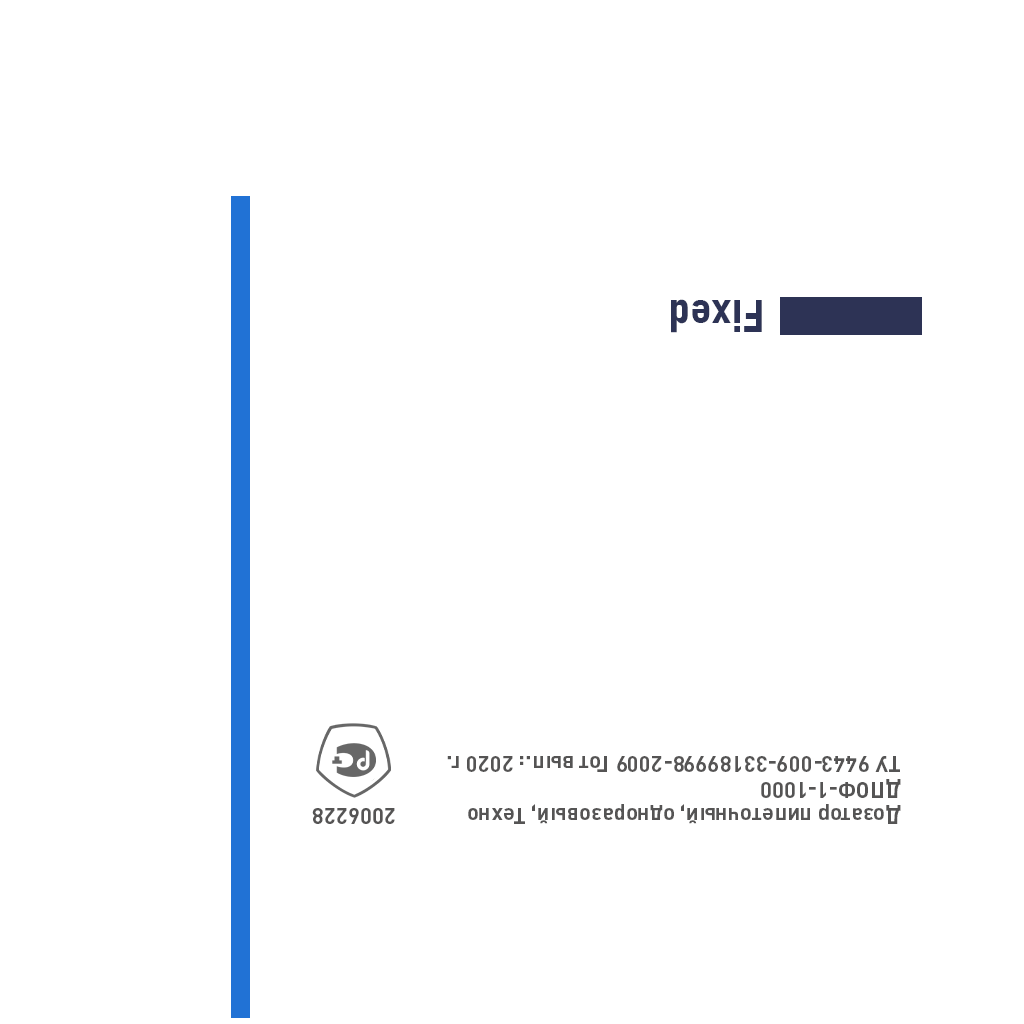 Дозатор пипеточный, одноразовый, Техно
ДПОФ-1-1000
ТУ 9443-009-33189998-2009 Гот вып.: 2020 г.
2006228
Fixed